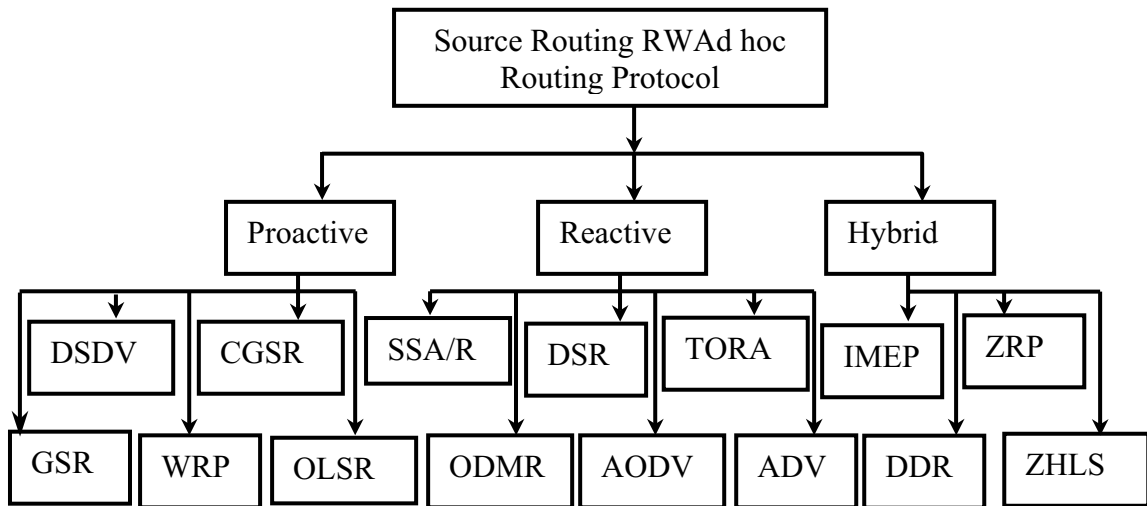 Source Routing RWAd hoc
Routing Protocol
Proactive
Reactive
Hybrid
DSDV
CGSR
SSA/R
DSR
TORA
IMEP
ZRP
GSR
WRP
OLSR
ODMR
AODV
ADV
DDR
ZHLS